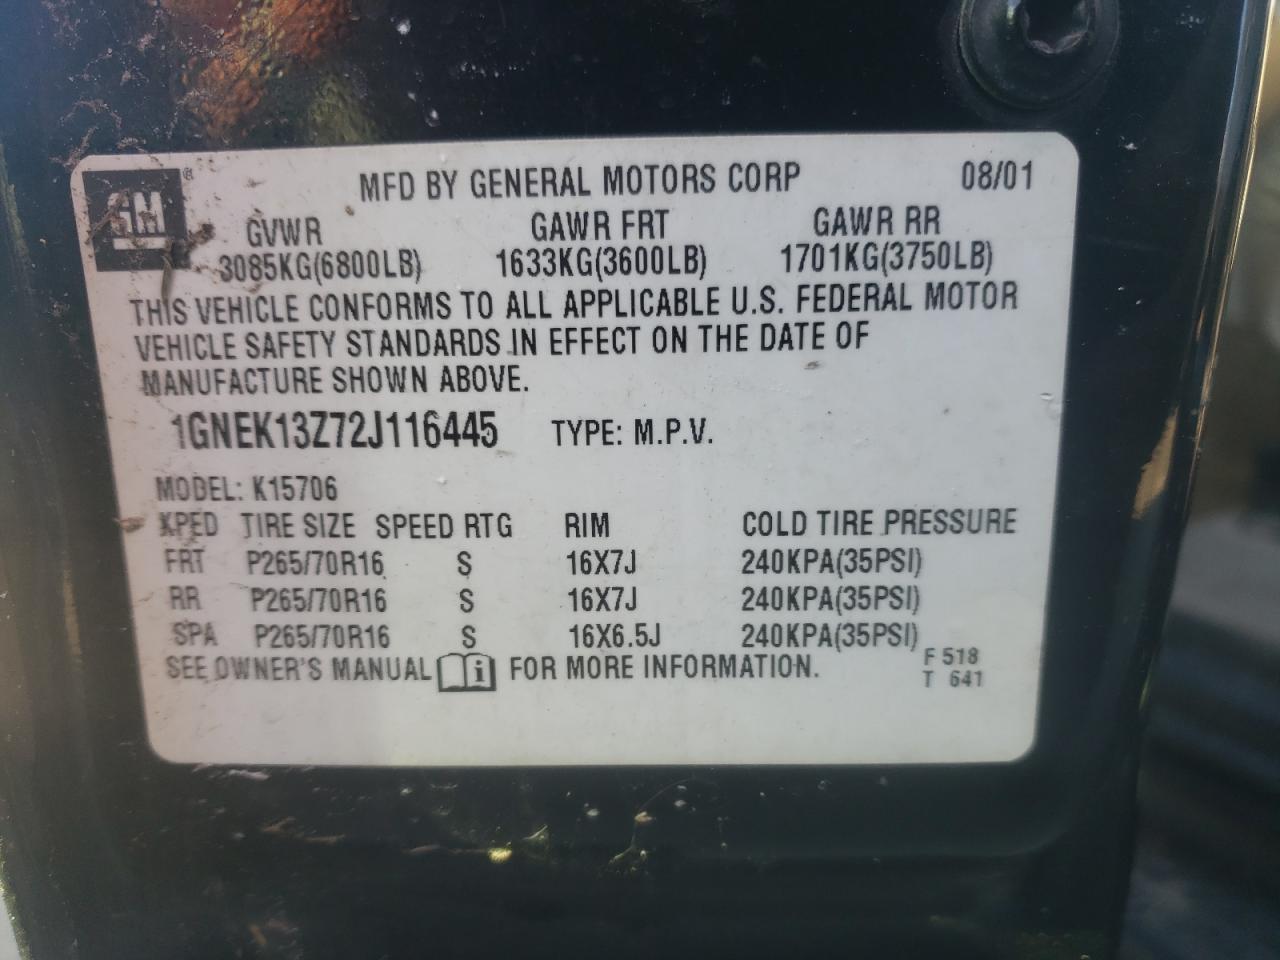 GM ®
MFD BY GENERAL MOTORS CORP 08/01
GVWR GAWR FRT GAWR RR
3085KG(6800LB) 1633KG(3600LB) 1701KG(3750LB)
THIS VEHICLE CONFORMS TO ALL APPLICABLE U.S. FEDERAL MOTOR
VEHICLE SAFETY STANDARDS IN EFFECT ON THE DATE OF
MANUFACTURE SHOWN ABOVE.
1GNEK13Z72J116445 TYPE: M.P.V.
MODEL: K15706
XPED TIRE SIZE SPEED RTG RIM COLD TIRE PRESSURE
FRT P265/70R16 S 16X7J 240KPA(35PSI)
RR P265/70R16 S 16X7J 240KPA(35PSI)
SPA P265/70R16 S 16X6.5J 240KPA(35PSI)
SEE OWNER'S MANUAL i FOR MORE INFORMATION.
F 518
T 641